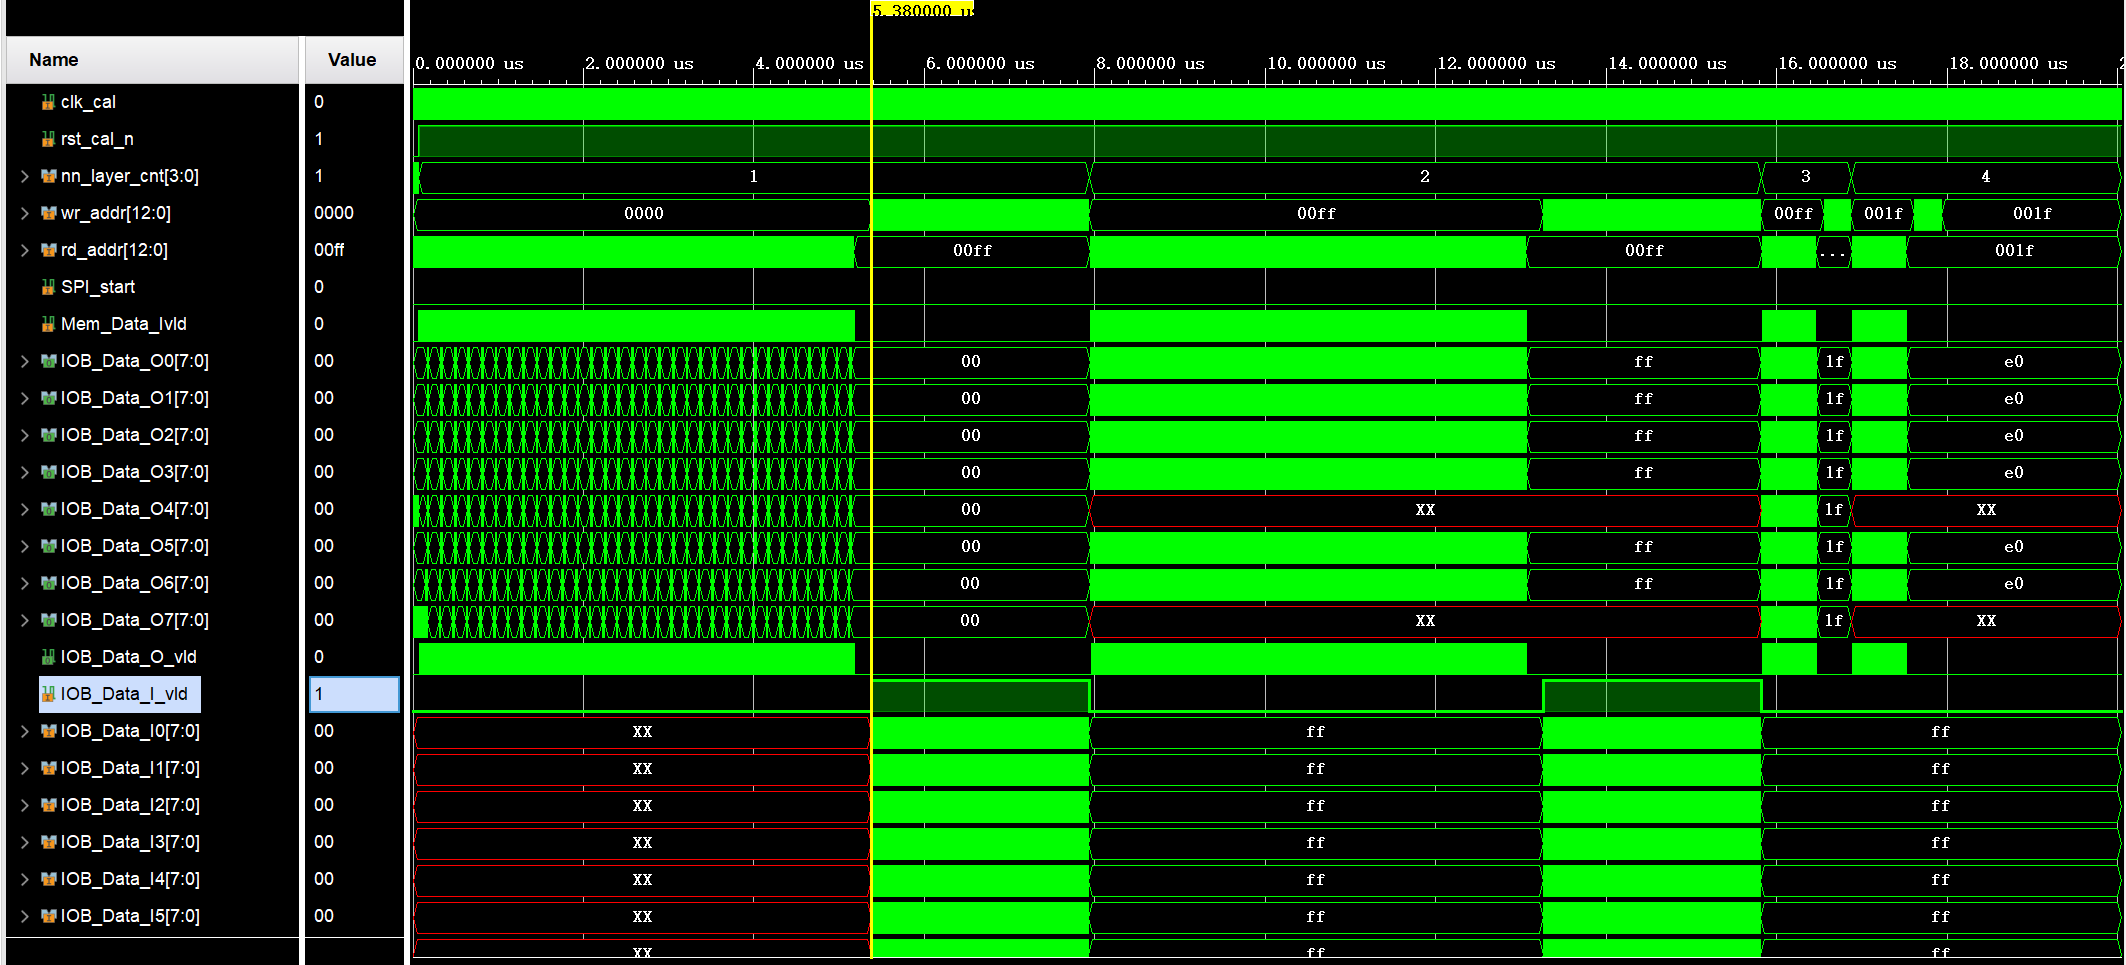 5.380000 us
Name Value
0.000000 us 2.000000 us 4.000000 us 6.000000 us 8.000000 us 10.000000 us 12.000000 us 14.000000 us 16.000000 us 18.000000 us 2
clk_cal 0
rst_cal_n 1
nn_layer_cnt[3:0] 1 1 2 3 4
wr_addr[12:0] 0000 0000 00ff 00ff 001f 001f
rd_addr[12:0] 00ff 00ff 00ff ... 001f
SPI_start 0
Mem_Data_Ivld 0
IOB_Data_O0[7:0] 00 00 ff 1f e0
IOB_Data_O1[7:0] 00 00 ff 1f e0
IOB_Data_O2[7:0] 00 00 ff 1f e0
IOB_Data_O3[7:0] 00 00 ff 1f e0
IOB_Data_O4[7:0] 00 00 XX 1f XX
IOB_Data_O5[7:0] 00 00 ff 1f e0
IOB_Data_O6[7:0] 00 00 ff 1f e0
IOB_Data_O7[7:0] 00 00 XX 1f XX
IOB_Data_O_vld 0
IOB_Data_I_vld 1
IOB_Data_I0[7:0] 00 XX ff ff
IOB_Data_I1[7:0] 00 XX ff ff
IOB_Data_I2[7:0] 00 XX ff ff
IOB_Data_I3[7:0] 00 XX ff ff
IOB_Data_I4[7:0] 00 XX ff ff
IOB_Data_I5[7:0] 00 XX ff ff
XX ff ff